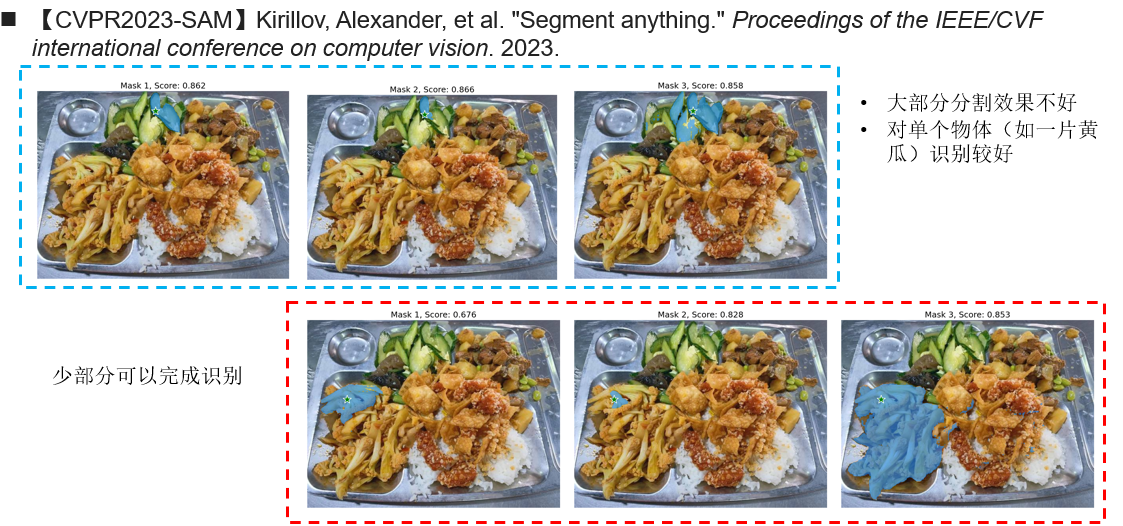 ■ 【CVPR2023-SAM】Kirillov, Alexander, et al. "Segment anything." Proceedings of the IEEE/CVF
international conference on computer vision. 2023.
Mask 1, Score: 0.862
Mask 2, Score: 0.866
Mask 3, Score: 0.858
• 大部分分割效果不好
• 对单个物体（如一片黄
瓜）识别较好
少部分可以完成识别
Mask 1, Score: 0.676
Mask 2, Score: 0.828
Mask 3, Score: 0.853